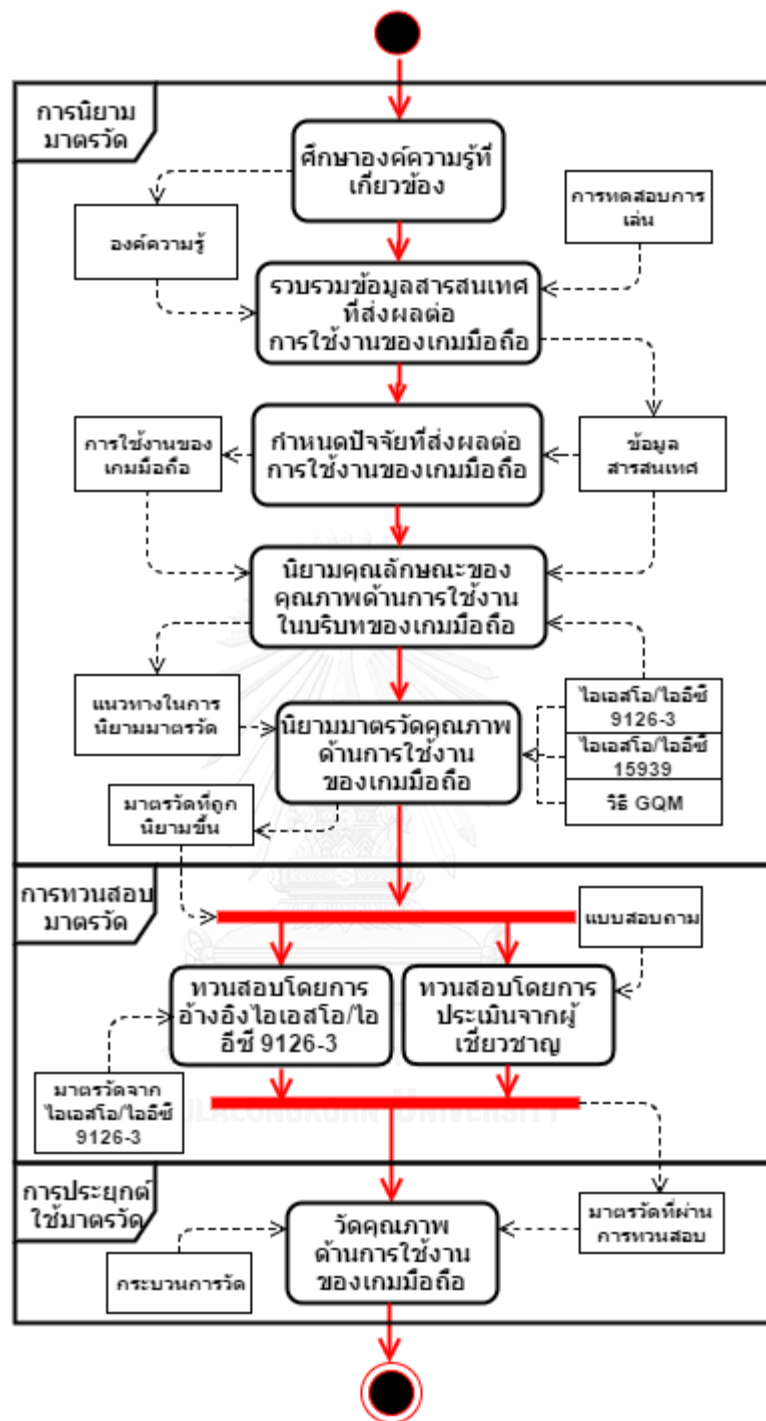 การนิยาม
มาตรวัด
ศึกษาองค์ความรู้ที่
เกี่ยวข้อง
องค์ความรู้
การทดสอบการ
เล่น
รวบรวมข้อมูลสารสนเทศ
ที่ส่งผลต่อ
การใช้งานของเกมมือถือ
การใช้งานของ
เกมมือถือ
กำหนดปัจจัยที่ส่งผลต่อ
การใช้งานของเกมมือถือ
ข้อมูล
สารสนเทศ
นิยามคุณลักษณะของ
คุณภาพด้านการใช้งาน
ในบริบทของเกมมือถือ
แนวทางในการ
นิยามมาตรวัด
นิยามมาตรวัดคุณภาพ
ด้านการใช้งาน
ของเกมมือถือ
ไอเอสโอ/ไออีซี
9126-3
ไอเอสโอ/ไออีซี
15939
วิธี GQM
มาตรวัดที่ถูก
นิยามขึ้น
การทวนสอบ
มาตรวัด
แบบสอบถาม
ทวนสอบโดยการ
อ้างอิงไอเอสโอ/ไอ
อีซี 9126-3
ทวนสอบโดยการ
ประเมินจากผู้
เชี่ยวชาญ
มาตรวัดจาก
ไอเอสโอ/ไออีซี
9126-3
UNIVERSITY
การประยุกต์
ใช้มาตรวัด
วัดคุณภาพ
ด้านการใช้งาน
ของเกมมือถือ
มาตรวัดที่ผ่าน
การทวนสอบ
กระบวนการวัด